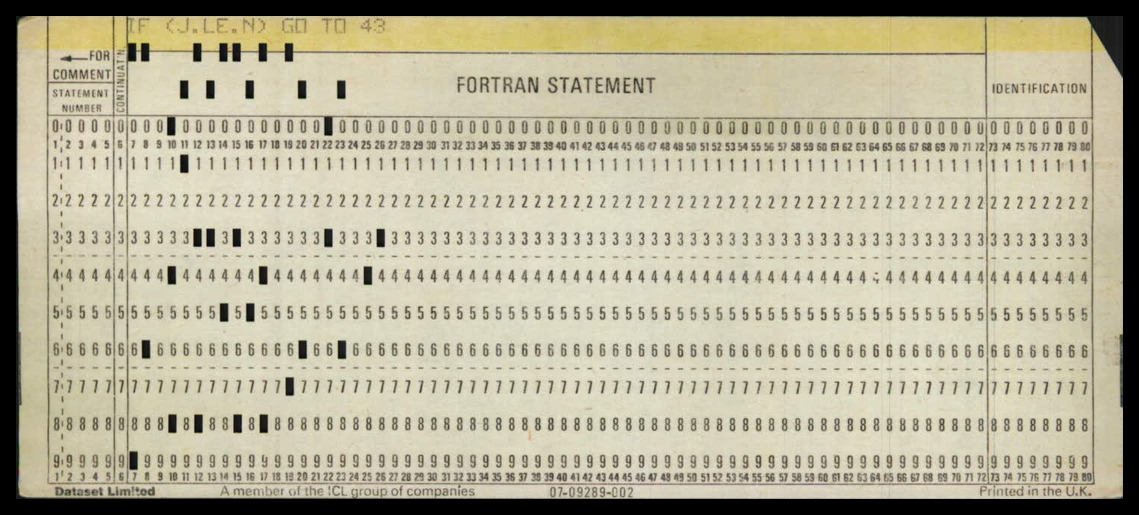 IF (J.LE.N) GO TO 43
FOR COMMENT
STATEMENT NUMBER
CONTINUAT'N.
FORTRAN STATEMENT
IDENTIFICATION
0 0 0 0 0 0 0 0 0 0 0 0 0 0 0 0 0 0 0 0 0 0 0 0 0 0 0 0 0 0 0 0 0 0 0 0 0 0 0 0 0 0 0 0 0 0 0 0 0 0 0 0 0 0 0 0 0 0 0 0 0 0 0 0 0 0 0 0 0 0 0 0 0 0 0 0 0 0
1 2 3 4 5 6 7 8 9 10 11 12 13 14 15 16 17 18 19 20 21 22 23 24 25 26 27 28 29 30 31 32 33 34 35 36 37 38 39 40 41 42 43 44 45 46 47 48 49 50 51 52 53 54 55 56 57 58 59 60 61 62 63 64 65 66 67 68 69 70 71 72 73 74 75 76 77 78 79 80
1 1 1 1 1 1 1 1 1 1 1 1 1 1 1 1 1 1 1 1 1 1 1 1 1 1 1 1 1 1 1 1 1 1 1 1 1 1 1 1 1 1 1 1 1 1 1 1 1 1 1 1 1 1 1 1 1 1 1 1 1 1 1 1 1 1 1 1 1 1 1 1 1 1 1 1 1 1 1
2 2 2 2 2 2 2 2 2 2 2 2 2 2 2 2 2 2 2 2 2 2 2 2 2 2 2 2 2 2 2 2 2 2 2 2 2 2 2 2 2 2 2 2 2 2 2 2 2 2 2 2 2 2 2 2 2 2 2 2 2 2 2 2 2 2 2 2 2 2 2 2 2 2 2 2 2 2 2 2
3 3 3 3 3 3 3 3 3 3 3 3 3 3 3 3 3 3 3 3 3 3 3 3 3 3 3 3 3 3 3 3 3 3 3 3 3 3 3 3 3 3 3 3 3 3 3 3 3 3 3 3 3 3 3 3 3 3 3 3 3 3 3 3 3 3 3 3 3 3 3 3 3 3 3
4 4 4 4 4 4 4 4 4 4 4 4 4 4 4 4 4 4 4 4 4 4 4 4 4 4 4 4 4 4 4 4 4 4 4 4 4 4 4 4 4 4 4 4 4 4 4 4 4 4 4 4 4 4 4 4 4 4 4 4 4 4 4 4 4 4 4 4 4 4 4 4 4 4 4 4 4
5 5 5 5 5 5 5 5 5 5 5 5 5 5 5 5 5 5 5 5 5 5 5 5 5 5 5 5 5 5 5 5 5 5 5 5 5 5 5 5 5 5 5 5 5 5 5 5 5 5 5 5 5 5 5 5 5 5 5 5 5 5 5 5 5 5 5 5 5 5 5 5 5 5 5 5 5 5
6 6 6 6 6 6 6 6 6 6 6 6 6 6 6 6 6 6 6 6 6 6 6 6 6 6 6 6 6 6 6 6 6 6 6 6 6 6 6 6 6 6 6 6 6 6 6 6 6 6 6 6 6 6 6 6 6 6 6 6 6 6 6 6 6 6 6 6 6 6 6 6 6 6 6 6 6
7 7 7 7 7 7 7 7 7 7 7 7 7 7 7 7 7 7 7 7 7 7 7 7 7 7 7 7 7 7 7 7 7 7 7 7 7 7 7 7 7 7 7 7 7 7 7 7 7 7 7 7 7 7 7 7 7 7 7 7 7 7 7 7 7 7 7 7 7 7 7 7 7 7 7 7 7 7 7
8 8 8 8 8 8 8 8 8 8 8 8 8 8 8 8 8 8 8 8 8 8 8 8 8 8 8 8 8 8 8 8 8 8 8 8 8 8 8 8 8 8 8 8 8 8 8 8 8 8 8 8 8 8 8 8 8 8 8 8 8 8 8 8 8 8 8 8 8 8 8 8 8 8 8 8
9 9 9 9 9 9 9 9 9 9 9 9 9 9 9 9 9 9 9 9 9 9 9 9 9 9 9 9 9 9 9 9 9 9 9 9 9 9 9 9 9 9 9 9 9 9 9 9 9 9 9 9 9 9 9 9 9 9 9 9 9 9 9 9 9 9 9 9 9 9 9 9 9 9 9 9 9 9 9
1 2 3 4 5 6 7 8 9 10 11 12 13 14 15 16 17 18 19 20 21 22 23 24 25 26 27 28 29 30 31 32 33 34 35 36 37 38 39 40 41 42 43 44 45 46 47 48 49 50 51 52 53 54 55 56 57 58 59 60 61 62 63 64 65 66 67 68 69 70 71 72 73 74 75 76 77 78 79 80
Dataset Limited A member of the ICL group of companies 07-09289-002 Printed in the U.K.